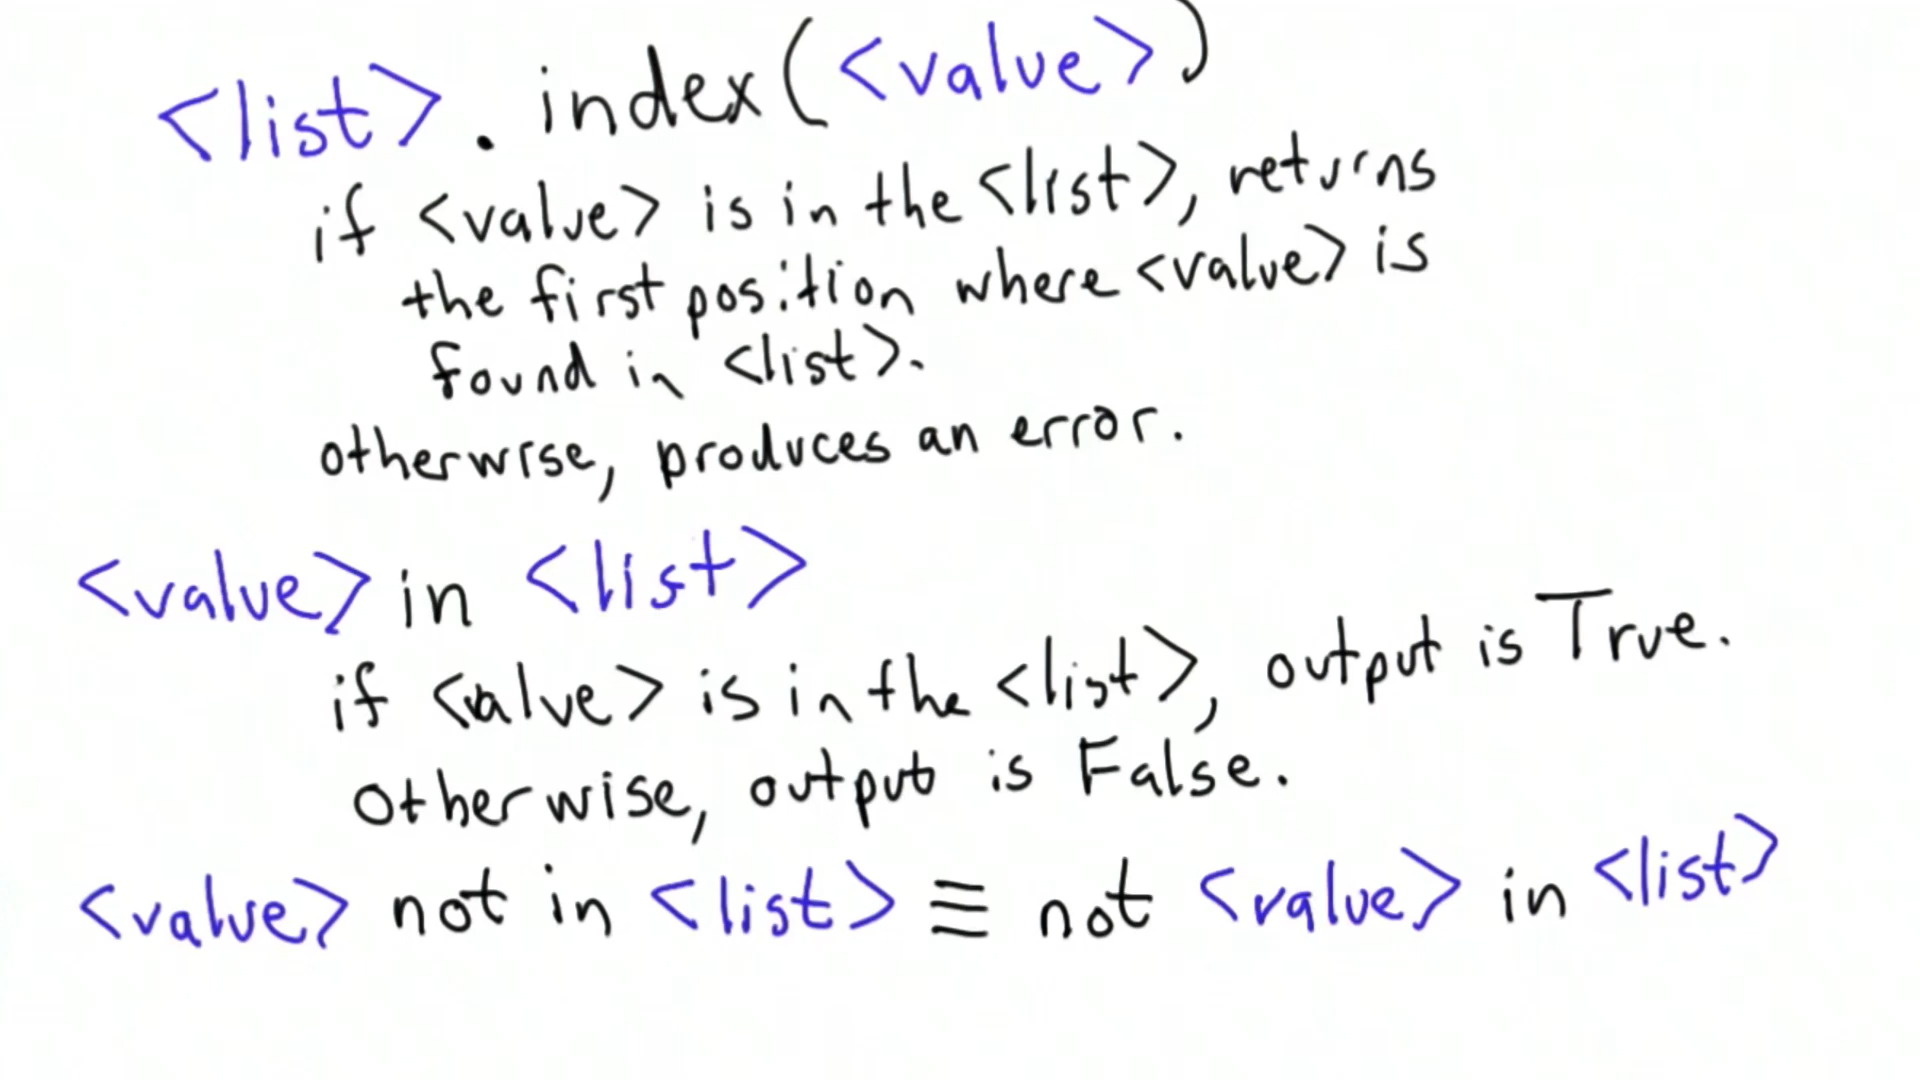 <list>.index(<value>)
if <value> is in the <list>, returns
the first position where <value> is
found in <list>.
otherwise, produces an error.
<value> in <list>
if <value> is in the <list>, output is True.
Otherwise, output is False.
<value> not in <list> ≡ not <value> in <list>